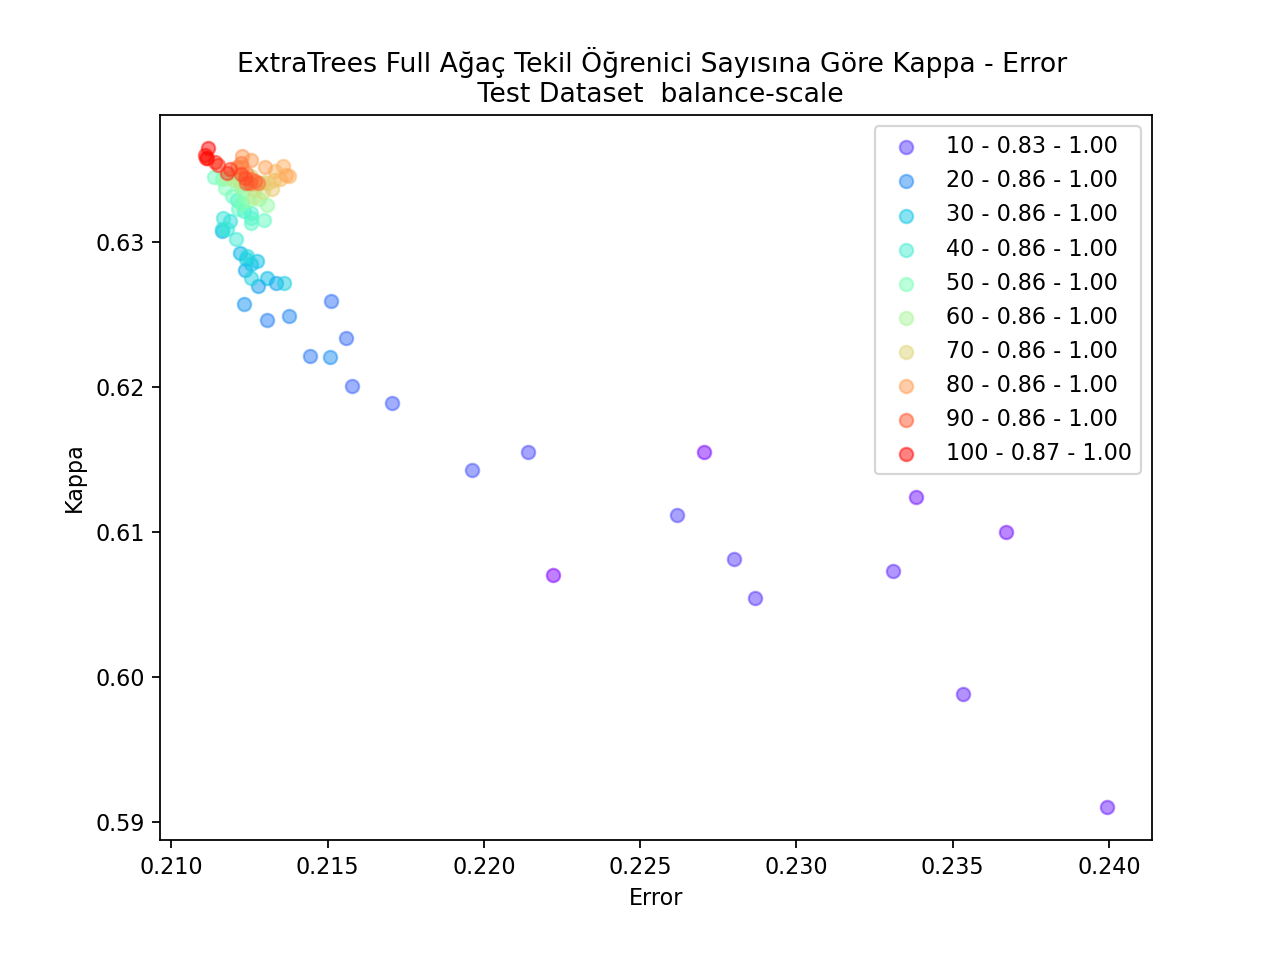 ExtraTrees Full Ağaç Tekil Öğrenici Sayısına Göre Kappa - Error
Test Dataset  balance-scale
10 - 0.83 - 1.00
20 - 0.86 - 1.00
30 - 0.86 - 1.00
40 - 0.86 - 1.00
50 - 0.86 - 1.00
60 - 0.86 - 1.00
70 - 0.86 - 1.00
80 - 0.86 - 1.00
90 - 0.86 - 1.00
100 - 0.87 - 1.00
Kappa
0.63
0.62
0.61
0.60
0.59
0.210 0.215 0.220 0.225 0.230 0.235 0.240
Error